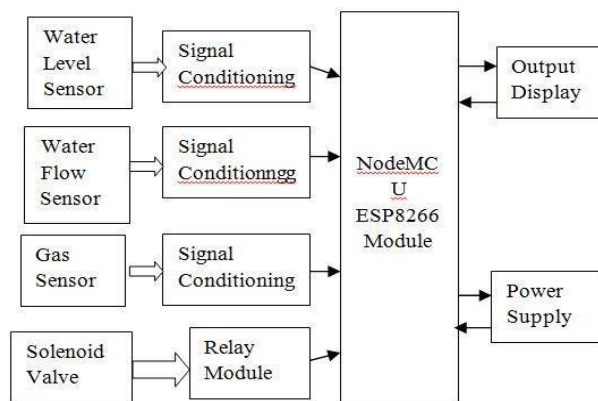 Water
Level
Sensor
Signal
Conditioning
Water
Flow
Sensor
Signal
Conditionngg
Gas
Sensor
Signal
Conditioning
Solenoid
Valve
Relay
Module
NodeMC
U
ESP8266
Module
Output
Display
Power
Supply